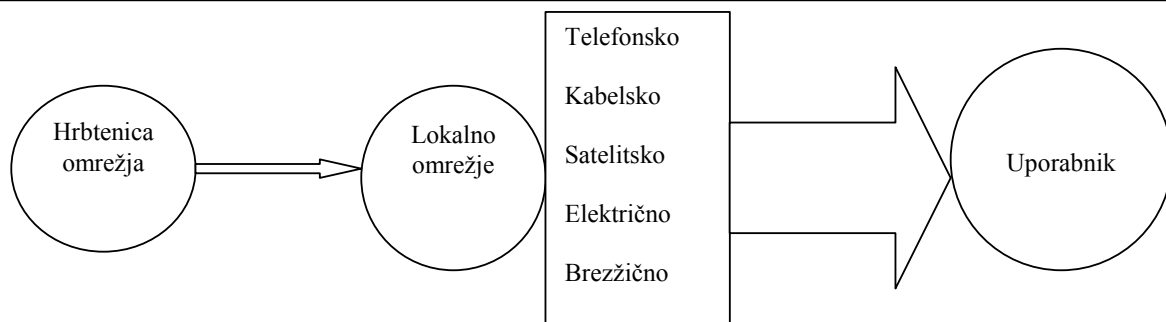 Hrbtenica
omrežja
Lokalno
omrežje
Telefonsko
Kabelsko
Satelitsko
Električno
Brezžično
Uporabnik